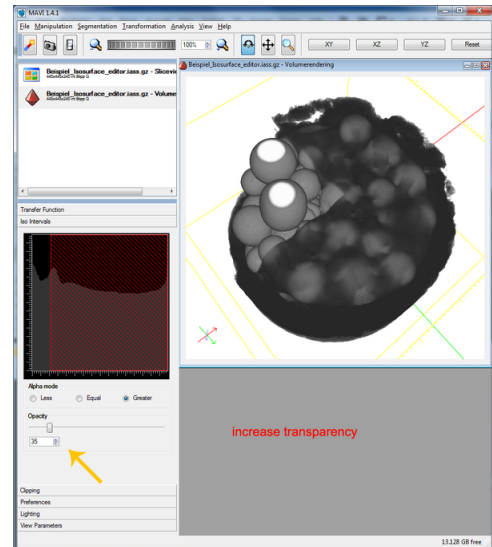 MAVI 1.4.1
File Manipulation Segmentation Transformation Analysis View Help
100%
XY
XZ
YZ
Reset
Beispiel_Isosurface_editor.iass.gz - Slicevie
Beispiel_Isosurface_editor.iass.gz - Volume
Beispiel_Isosurface_editor.iass.gz - Volumerendering
Transfer Function
Iso Intervals
Alpha mode
Less
Equal
Greater
Opacity
35
increase transparency
Clipping
Preferences
Lighting
View Parameters
13.128 GB free